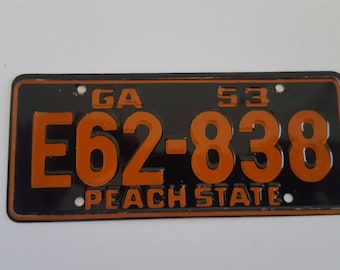 GA 53
E62-838
PEACH STATE